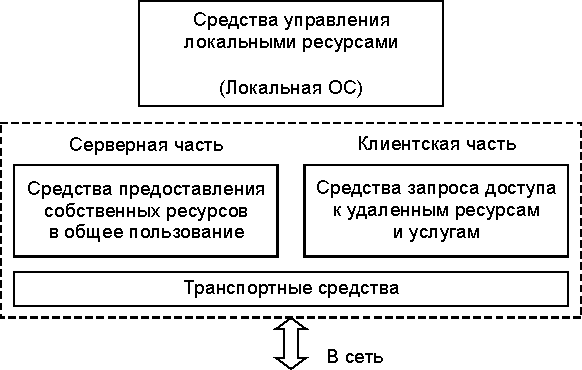 Средства управления
локальными ресурсами
(Локальная ОС)
Серверная часть
Клиентская часть
Средства предоставления
собственных ресурсов
в общее пользование
Средства запроса доступа
к удаленным ресурсам
и услугам
Транспортные средства
В сеть